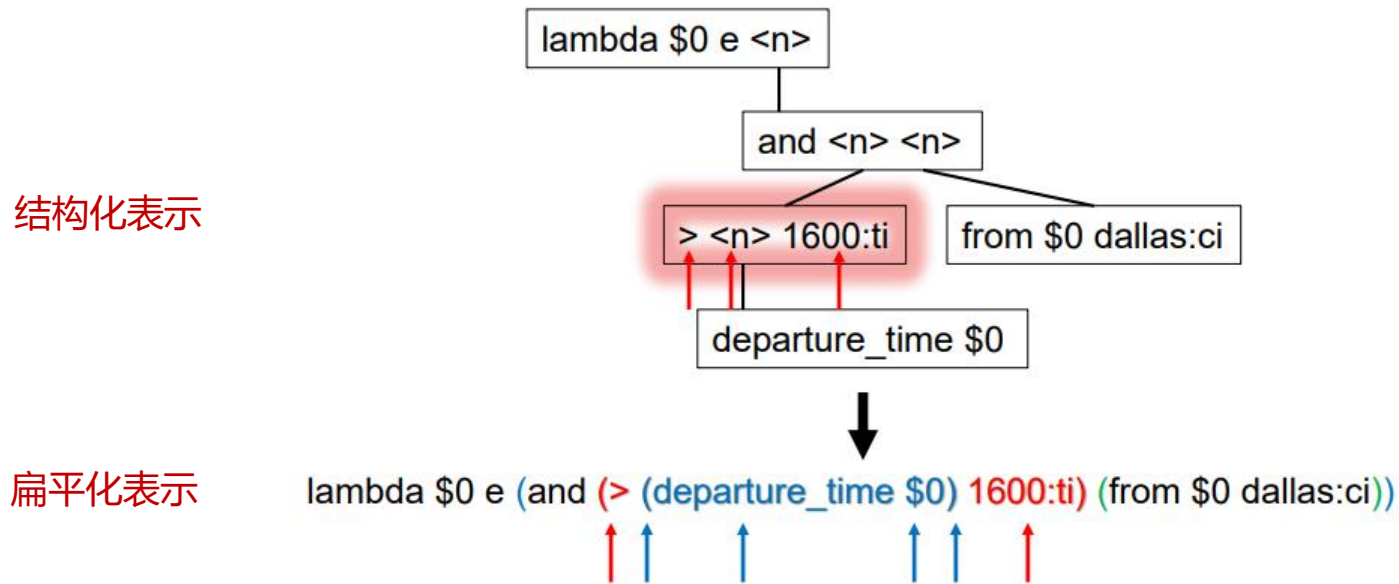 lambda $0 e <n>
and <n> <n>
结构化表示
> <n> 1600:ti
from $0 dallas:ci
departure_time $0
扁平化表示
lambda $0 e (and (> (departure_time $0) 1600:ti) (from $0 dallas:ci))